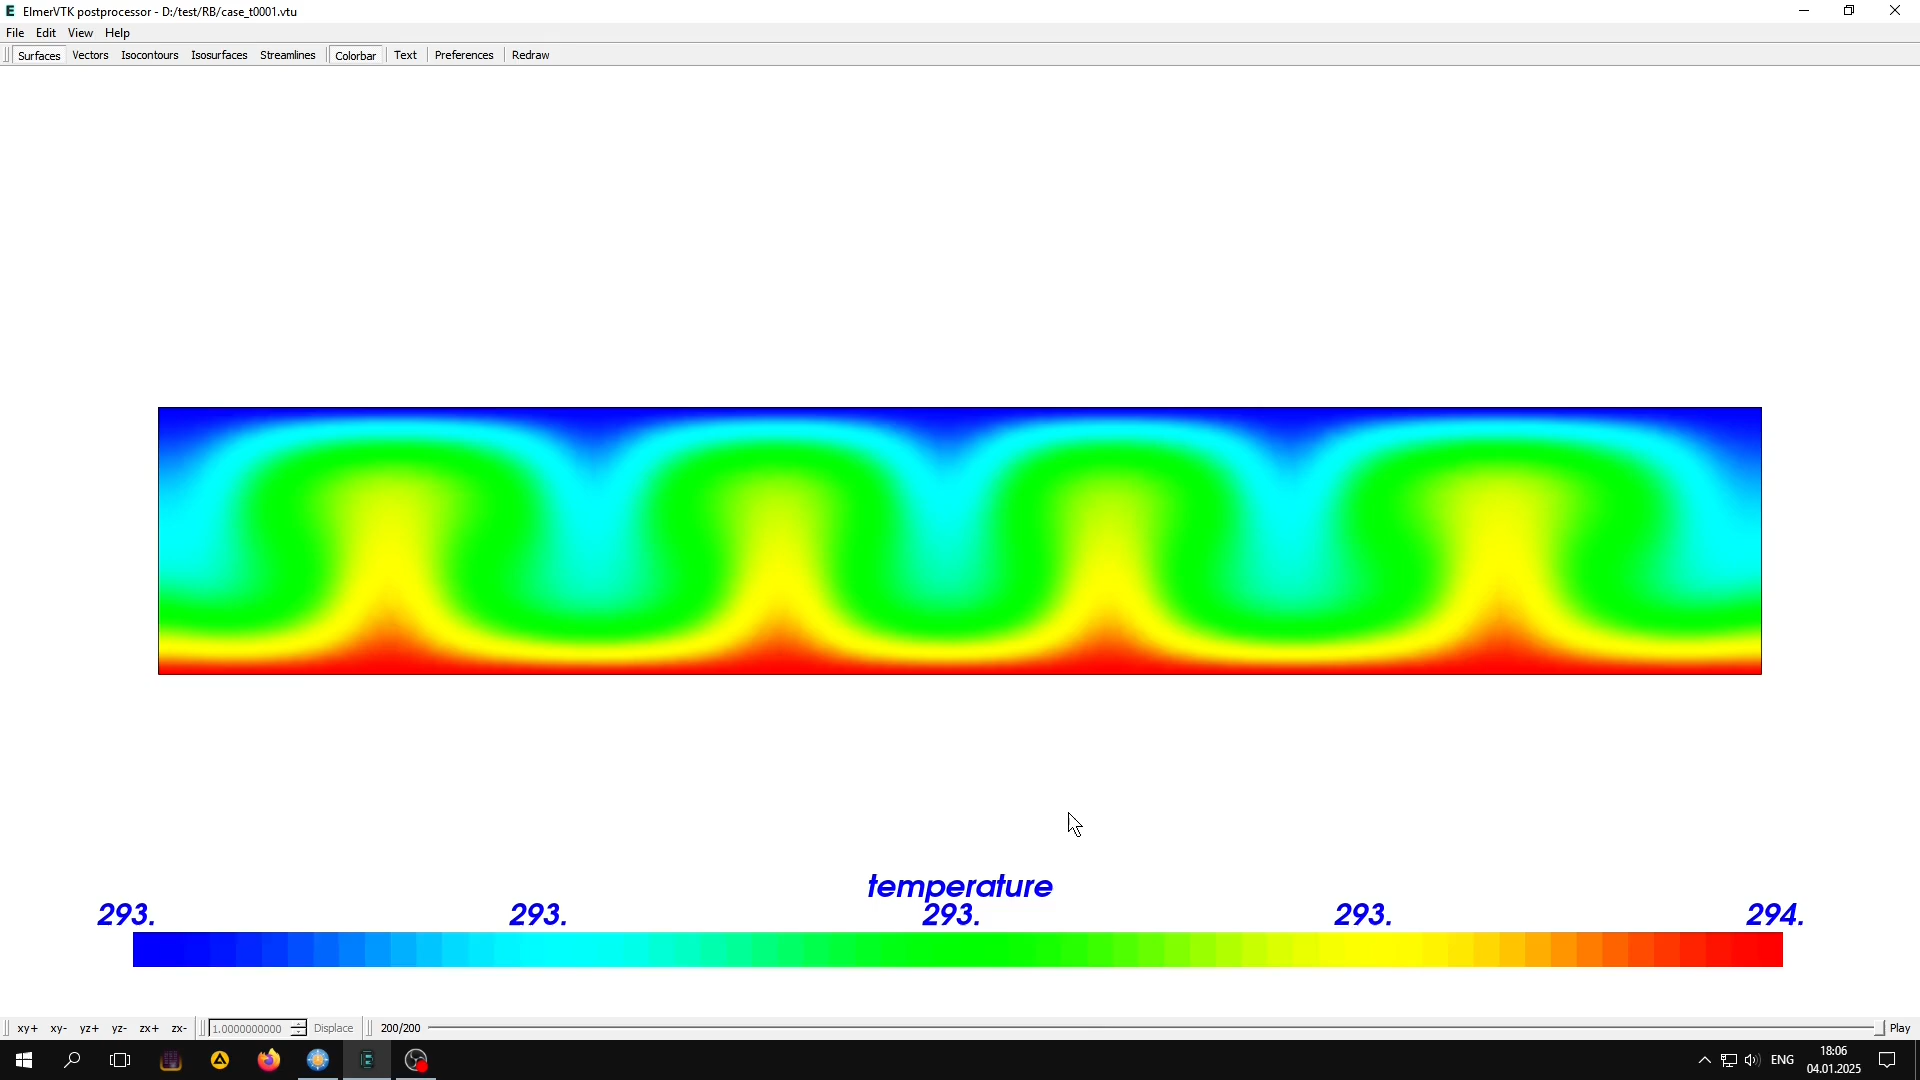 ElmerVTK postprocessor - D:/test/RB/case_t0001.vtu
File Edit View Help
Surfaces Vectors Isocontours Isosurfaces Streamlines Colorbar Text Preferences Redraw
temperature
293. 293. 293. 293. 294.
xy+ xy- yz+ yz- zx+ zx- 1.0000000000 Displace 200/200 Play
ENG 18:06
04.01.2025